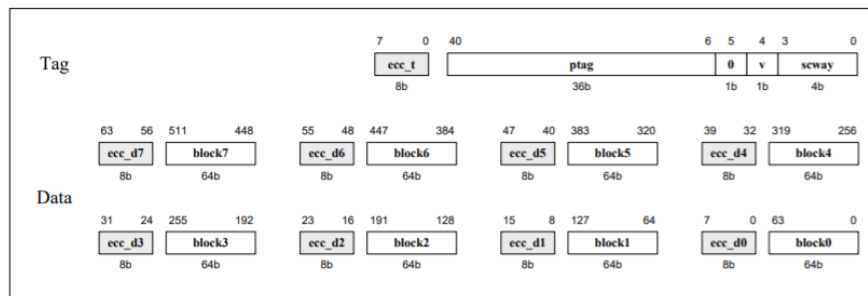 7 0 40 6 5 4 3 0
Tag ecc_t ptag 0 v scway
8b 36b 1b 1b 4b
63 56 511 448 55 48 447 384 47 40 383 320 39 32 319 256
ecc_d7 block7 ecc_d6 block6 ecc_d5 block5 ecc_d4 block4
8b 64b 8b 64b 8b 64b 8b 64b
Data
31 24 255 192 23 16 191 128 15 8 127 64 7 0 63 0
ecc_d3 block3 ecc_d2 block2 ecc_d1 block1 ecc_d0 block0
8b 64b 8b 64b 8b 64b 8b 64b